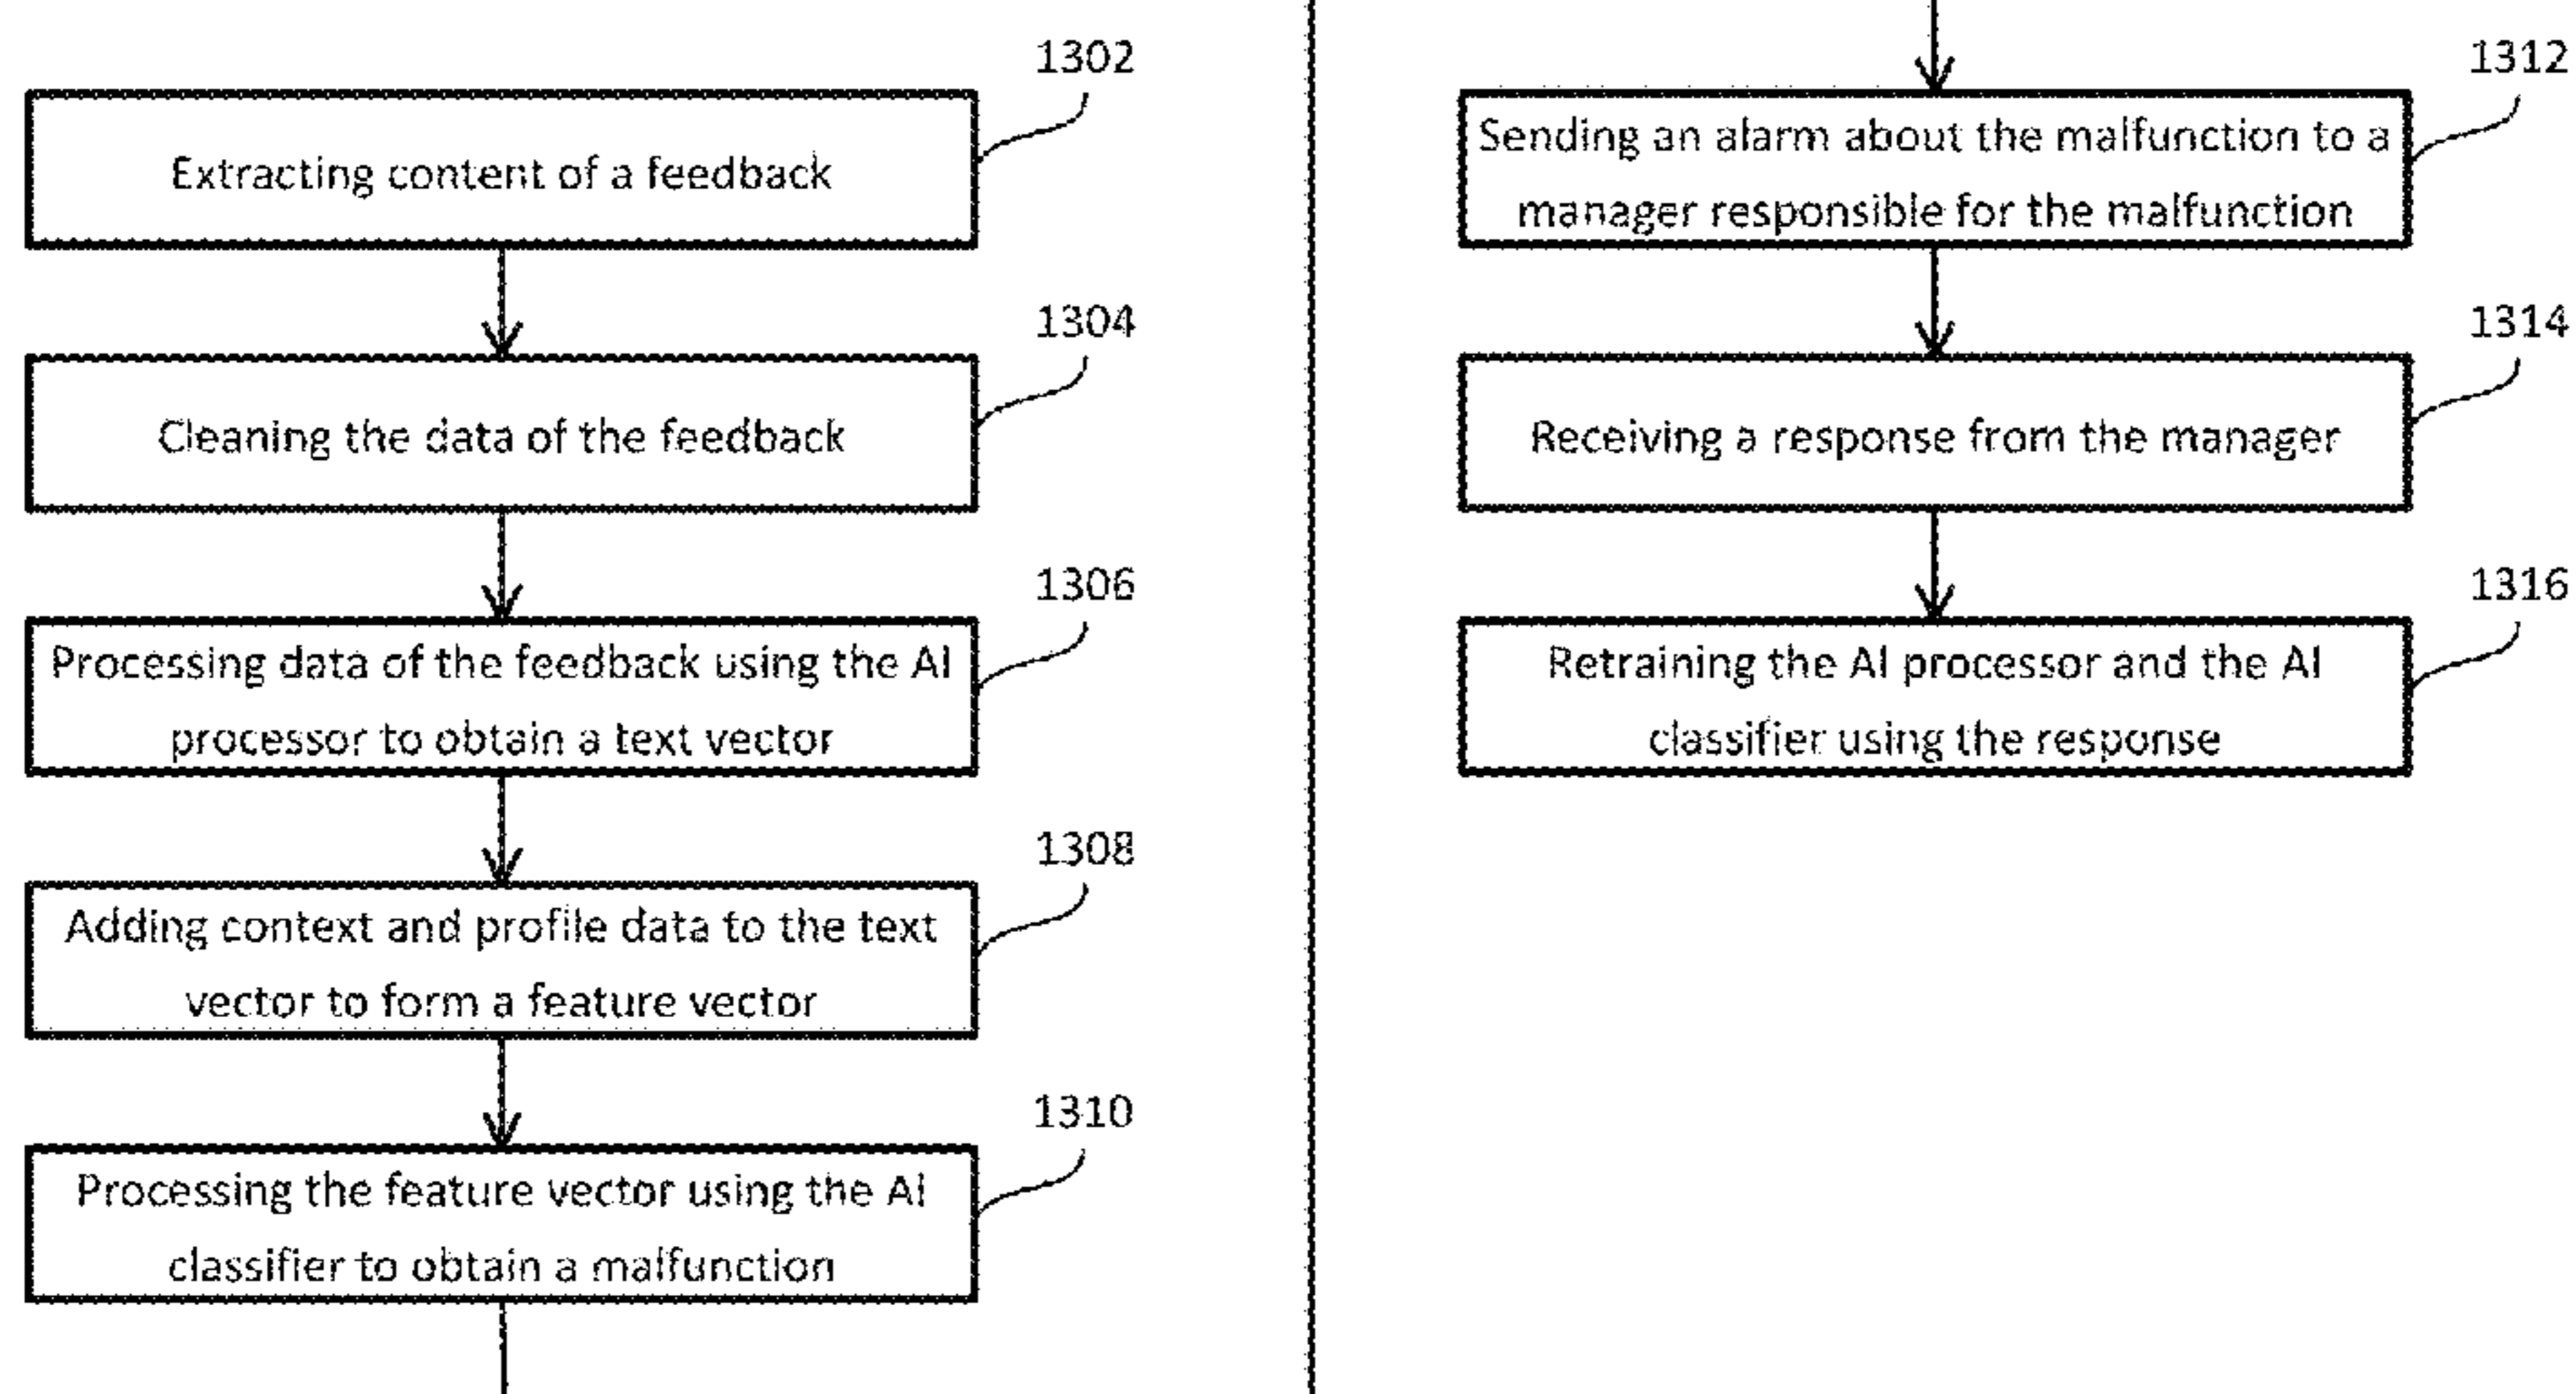 1302
Extracting content of a feedback
1304
Cleaning the data of the feedback
1306
Processing data of the feedback using the AI
processor to obtain a text vector
1308
Adding context and profile data to the text
vector to form a feature vector
1310
Processing the feature vector using the AI
classifier to obtain a malfunction
1312
Sending an alarm about the malfunction to a
manager responsible for the malfunction
1314
Receiving a response from the manager
1316
Retraining the AI processor and the AI
classifier using the response